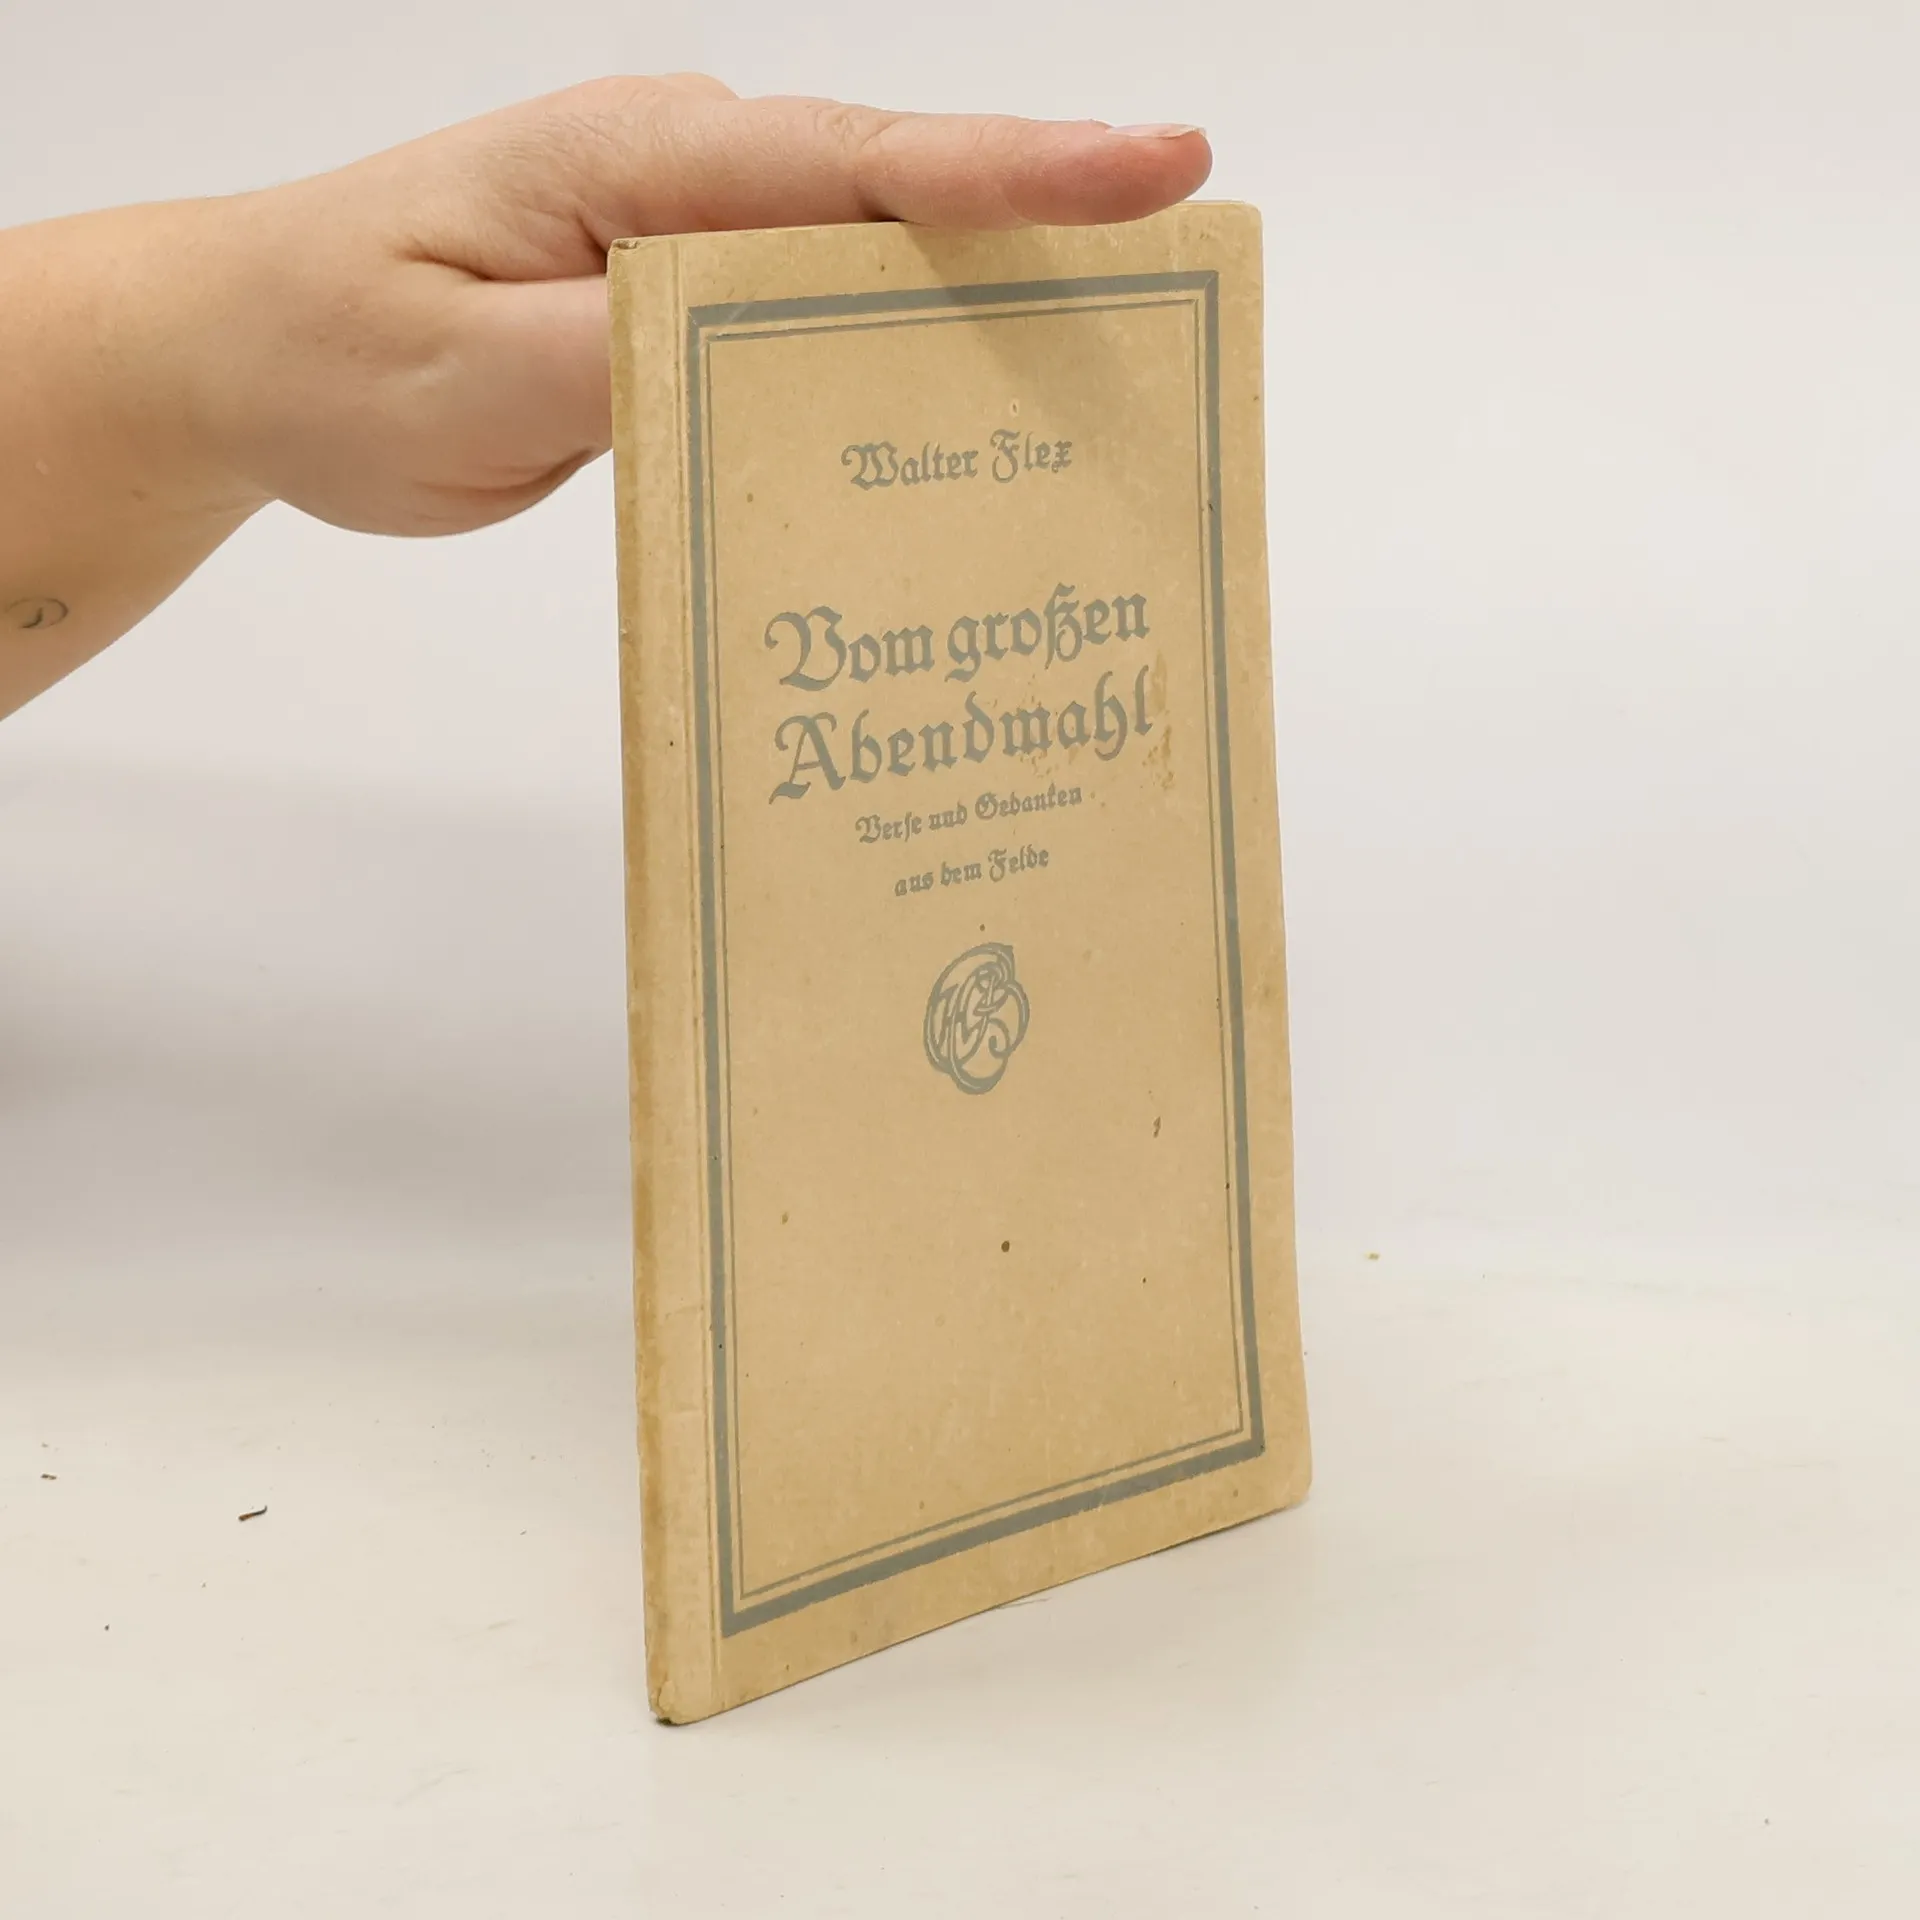 Walter Flex
Vom großen
Abendmahl
Verse und Gedanken
aus dem Felde